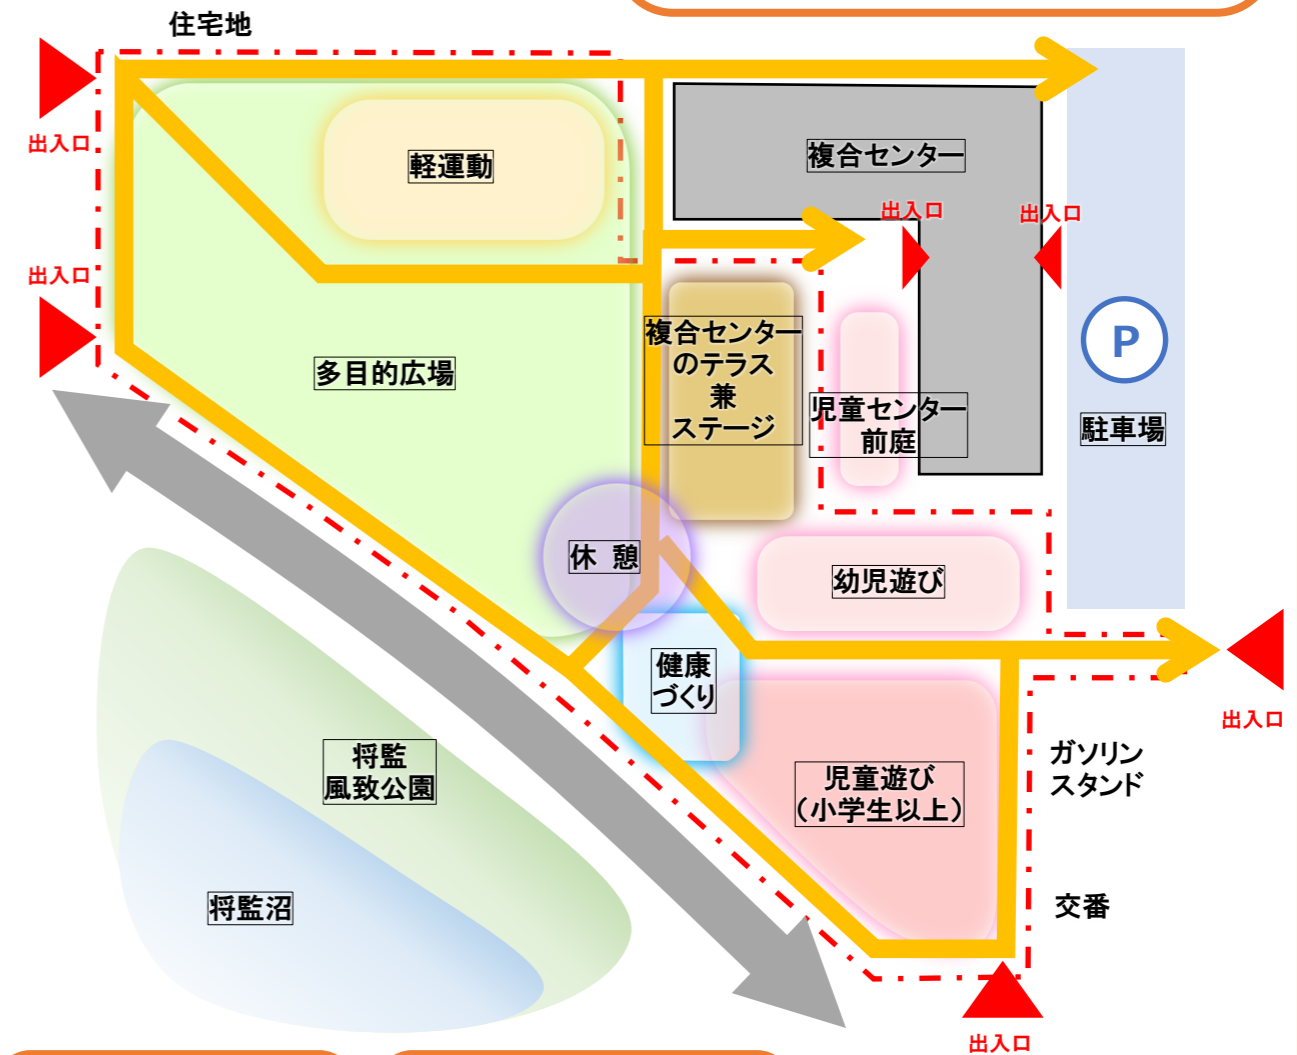 住宅地
出入口
軽運動
複合センター
出入口
出入口
出入口
複合センター
のテラス
兼
ステージ
P
多目的広場
児童センター
前庭
駐車場
休 憩
幼児遊び
健康
づくり
出入口
将監
風致公園
児童遊び
(小学生以上)
ガソリン
スタンド
将監沼
交番
出入口